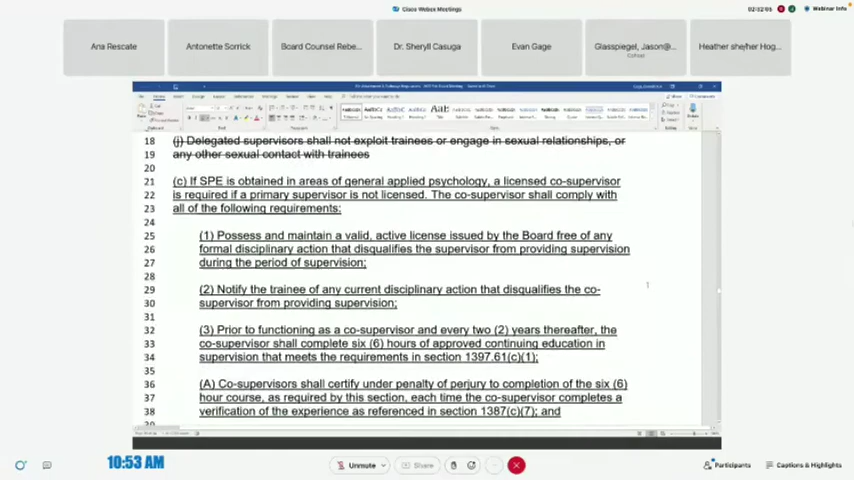 Cisco Webex Meetings
02:32:05
Webinar Info
Ana Rescate
Antonette Sorrick
Board Counsel Rebe...
Dr. Sheryll Casuga
Evan Gage
Glasspiegel, Jason@...
Cohost
Heather she/her Hog...
18 (j) Delegated supervisors shall not exploit trainees or engage in sexual relationships, or
19 any other sexual contact with trainees
20
21 (c) If SPE is obtained in areas of general applied psychology, a licensed co-supervisor
22 is required if a primary supervisor is not licensed. The co-supervisor shall comply with
23 all of the following requirements:
24
25 (1) Possess and maintain a valid, active license issued by the Board free of any
26 formal disciplinary action that disqualifies the supervisor from providing supervision
27 during the period of supervision;
28
29 (2) Notify the trainee of any current disciplinary action that disqualifies the co-
30 supervisor from providing supervision;
31
32 (3) Prior to functioning as a co-supervisor and every two (2) years thereafter, the
33 co-supervisor shall complete six (6) hours of approved continuing education in
34 supervision that meets the requirements in section 1397.61(c)(1);
35
36 (A) Co-supervisors shall certify under penalty of perjury to completion of the six (6)
37 hour course, as required by this section, each time the co-supervisor completes a
38 verification of the experience as referenced in section 1387(c)(7); and
10:53 AM
Unmute
Share
Participants
Captions & Highlights